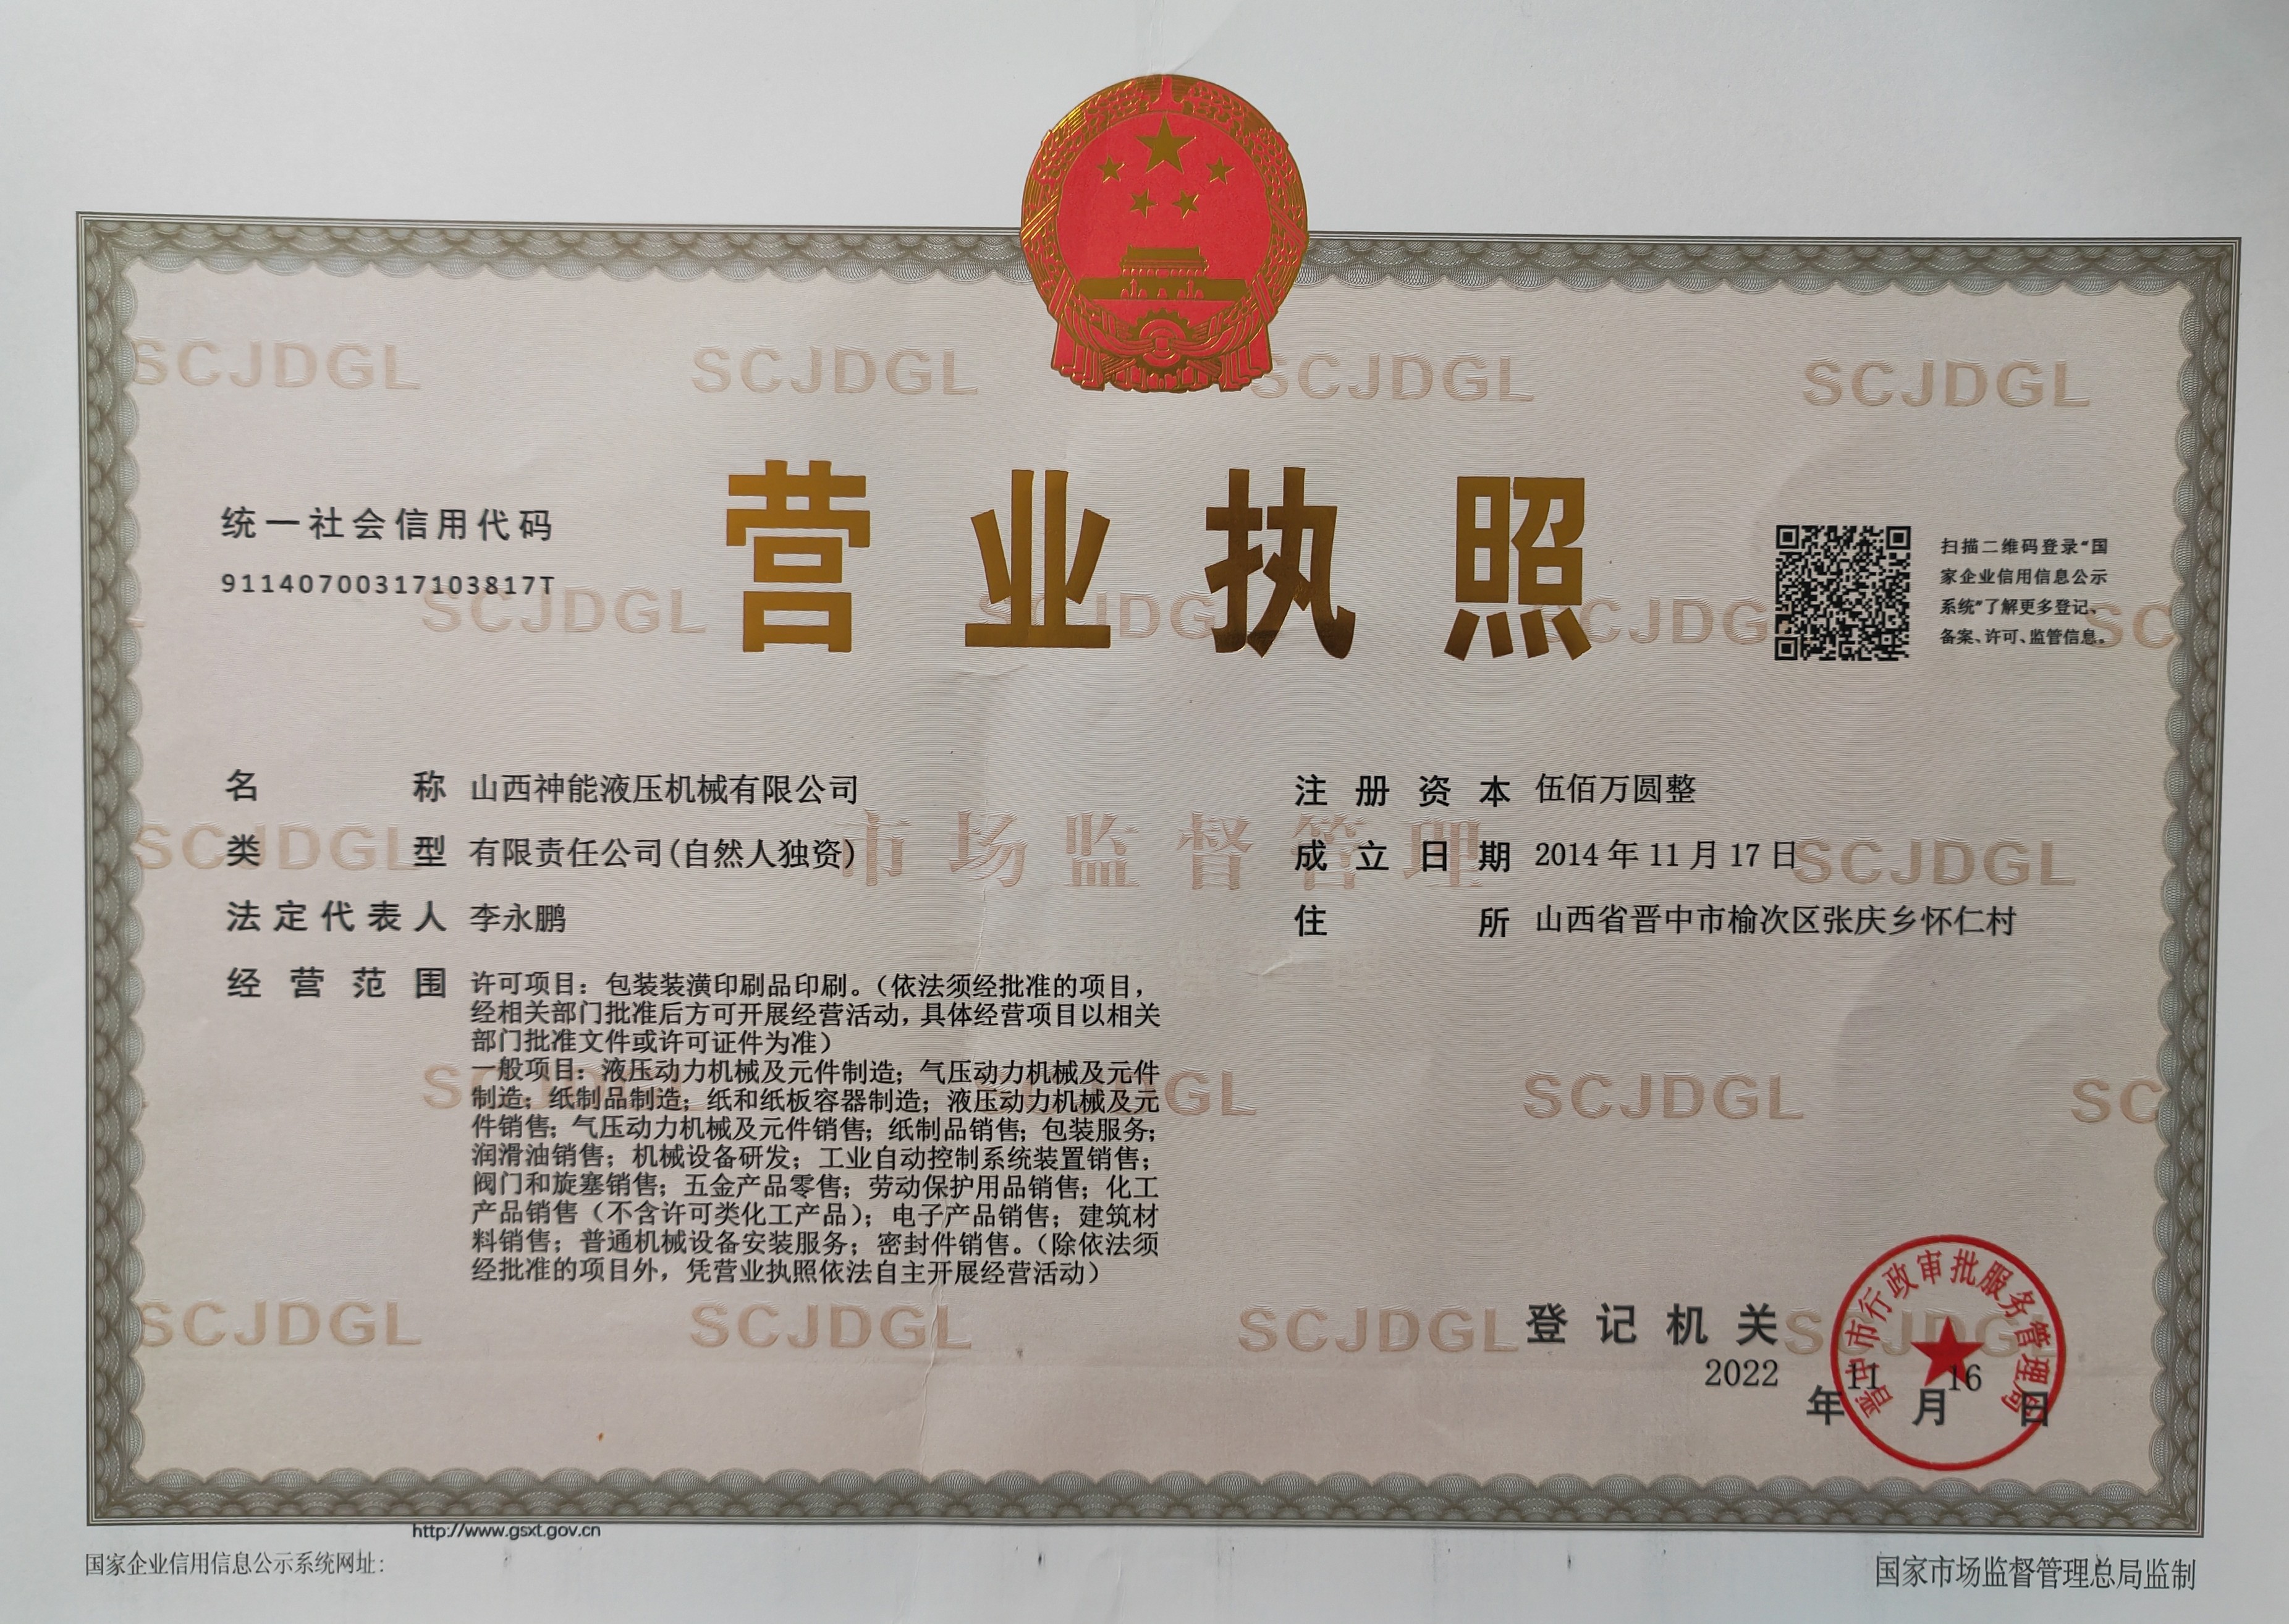 营业执照
统一社会信用代码
91140700317103817T
扫描二维码登录“国
家企业信用信息公示
系统”了解更多登记、
备案、许可、监管信息。
名称 山西神能液压机械有限公司
类型 有限责任公司(自然人独资)
法定代表人 李永鹏
经营范围 许可项目：包装装潢印刷品印刷。（依法须经批准的项目，
经相关部门批准后方可开展经营活动，具体经营项目以相关
部门批准文件或许可证件为准）
一般项目：液压动力机械及元件制造；气压动力机械及元件
制造；纸制品制造；纸和纸板容器制造；液压动力机械及元
件销售；气压动力机械及元件销售；纸制品销售；包装服务；
润滑油销售；机械设备研发；工业自动控制系统装置销售；
阀门和旋塞销售；五金产品零售；劳动保护用品销售；化工
产品销售（不含许可类化工产品）；电子产品销售；建筑材
料销售；普通机械设备安装服务；密封件销售。（除依法须
经批准的项目外，凭营业执照依法自主开展经营活动）
注册资本 伍佰万圆整
成立日期 2014年11月17日
住所 山西省晋中市榆次区张庆乡怀仁村
市场监督管理
SCJDGL
登记机关
晋中市行政审批服务管理局
2022年11月16日
http://www.gsxt.gov.cn
国家企业信用信息公示系统网址：
国家市场监督管理总局监制